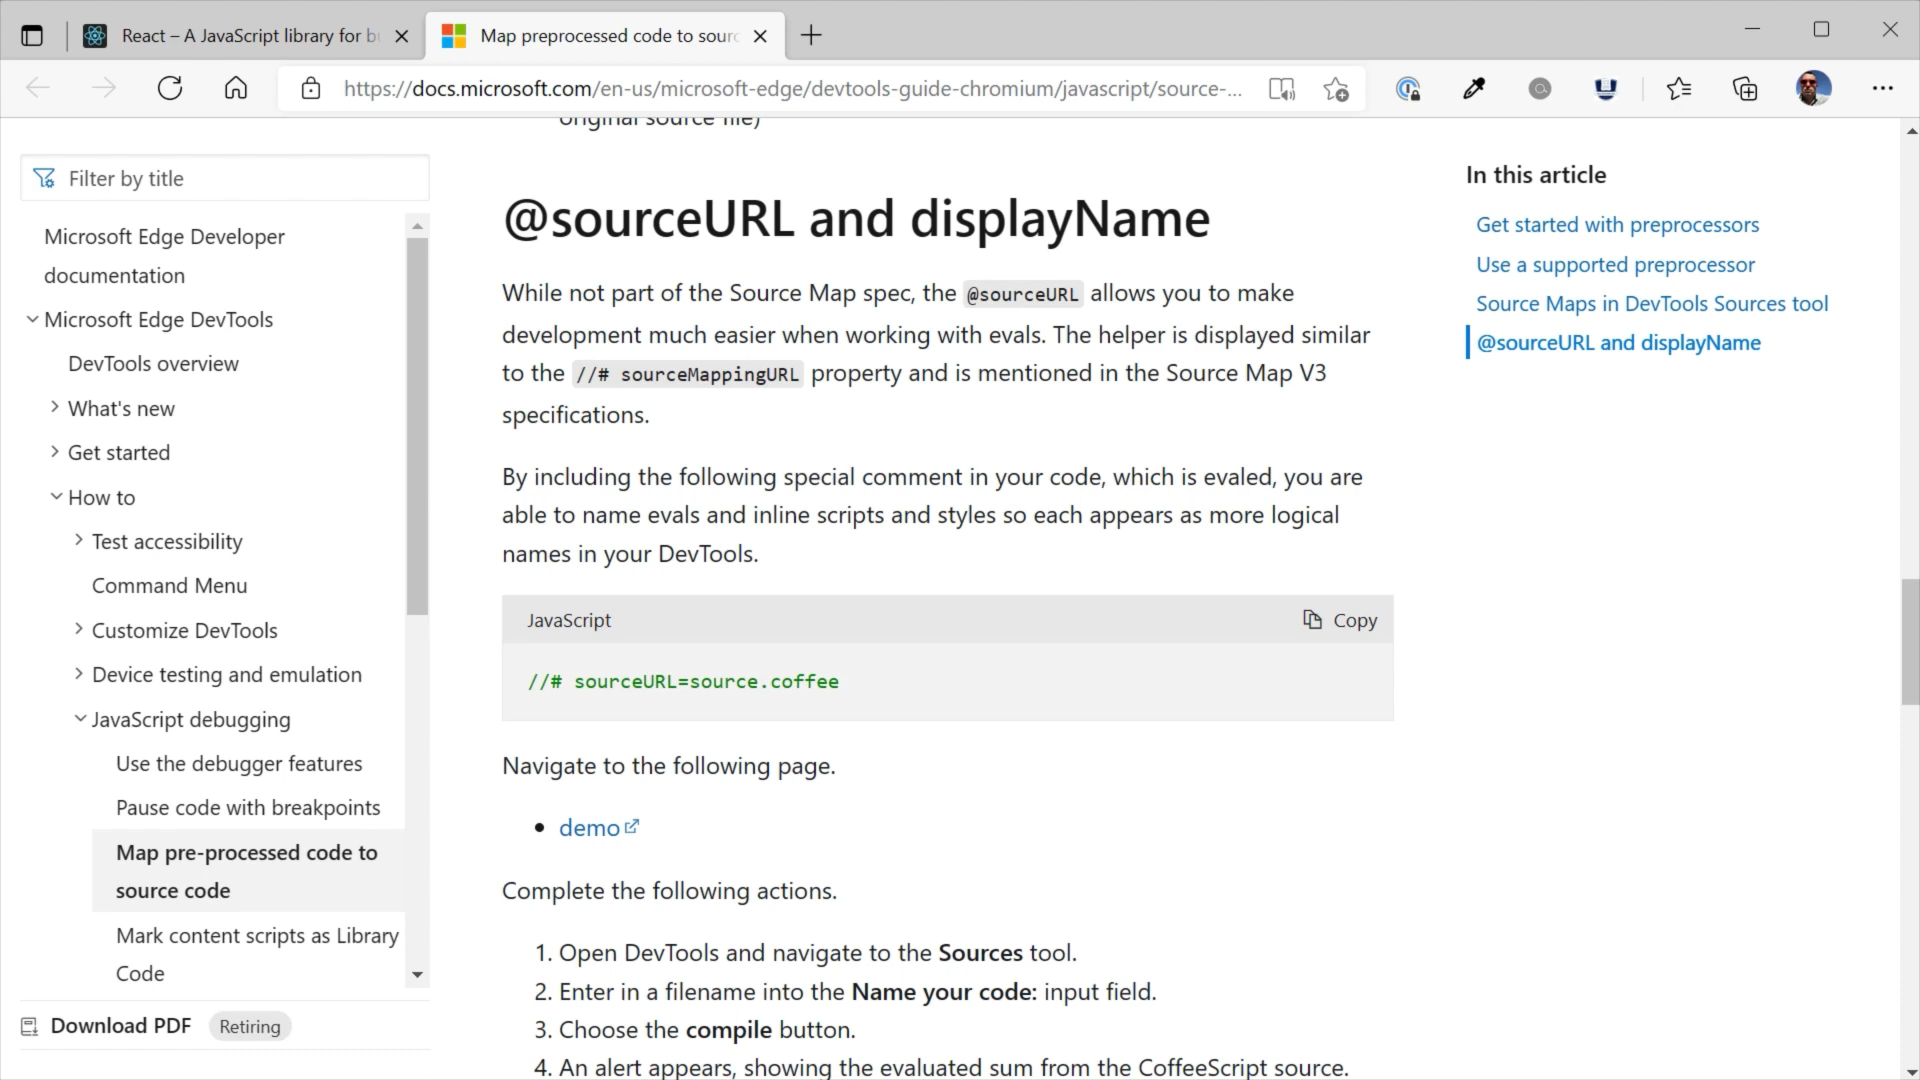 React – A JavaScript library for bu
Map preprocessed code to sourc
https://docs.microsoft.com/en-us/microsoft-edge/devtools-guide-chromium/javascript/source-...
original source file)
Filter by title
Microsoft Edge Developer
documentation
Microsoft Edge DevTools
DevTools overview
What's new
Get started
How to
Test accessibility
Command Menu
Customize DevTools
Device testing and emulation
JavaScript debugging
Use the debugger features
Pause code with breakpoints
Map pre-processed code to
source code
Mark content scripts as Library
Code
Download PDF
Retiring
@sourceURL and displayName
While not part of the Source Map spec, the @sourceURL allows you to make
development much easier when working with evals. The helper is displayed similar
to the //# sourceMappingURL property and is mentioned in the Source Map V3
specifications.
By including the following special comment in your code, which is evaled, you are
able to name evals and inline scripts and styles so each appears as more logical
names in your DevTools.
JavaScript
Copy
//# sourceURL=source.coffee
Navigate to the following page.
• demo
Complete the following actions.
1. Open DevTools and navigate to the Sources tool.
2. Enter in a filename into the Name your code: input field.
3. Choose the compile button.
4. An alert appears, showing the evaluated sum from the CoffeeScript source.
In this article
Get started with preprocessors
Use a supported preprocessor
Source Maps in DevTools Sources tool
@sourceURL and displayName